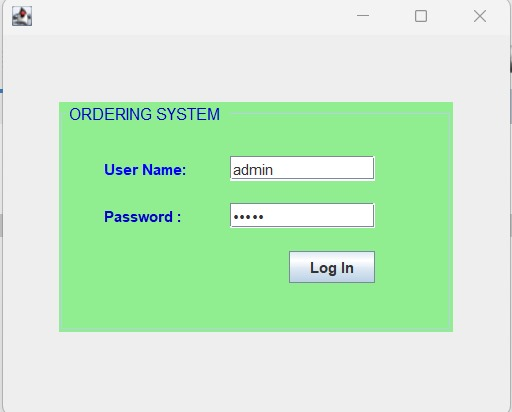 ORDERING SYSTEM
User Name: admin
Password : •••••
Log In